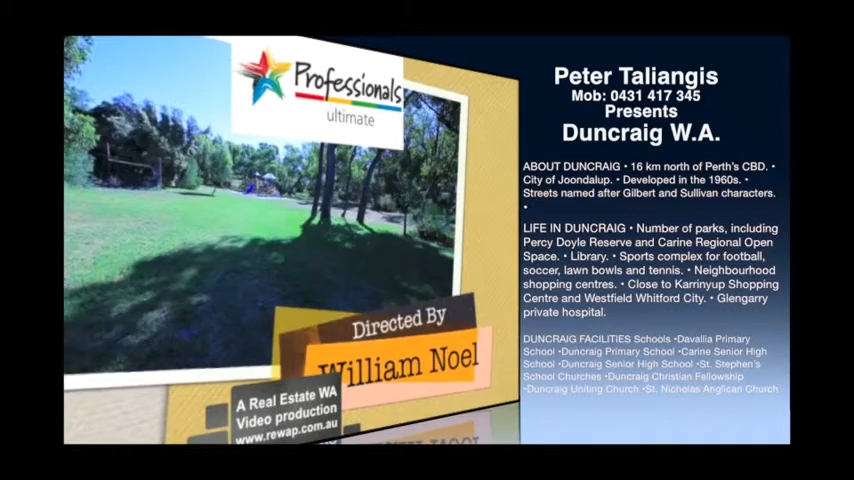 Professionals
ultimate
Directed By
William Noel
A Real Estate WA
Video production
www.rewap.com.au
Peter Taliangis
Mob: 0431 417 345
Presents
Duncraig W.A.
ABOUT DUNCRAIG • 16 km north of Perth's CBD. •
City of Joondalup. • Developed in the 1960s. •
Streets named after Gilbert and Sullivan characters.
•
LIFE IN DUNCRAIG • Number of parks, including
Percy Doyle Reserve and Carine Regional Open
Space. • Library. • Sports complex for football,
soccer, lawn bowls and tennis. • Neighbourhood
shopping centres. • Close to Karrinyup Shopping
Centre and Westfield Whitford City. • Glengarry
private hospital.
DUNCRAIG FACILITIES Schools •Davallia Primary
School •Duncraig Primary School •Carine Senior High
School •Duncraig Senior High School •St. Stephen's
School Churches •Duncraig Christian Fellowship
•Duncraig Uniting Church •St. Nicholas Anglican Church